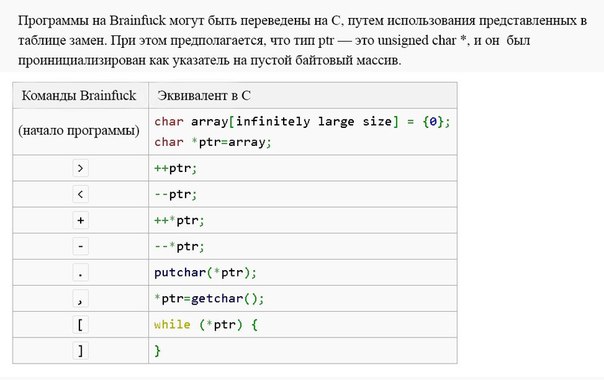 Программы на Brainfuck могут быть переведены на C, путем использования представленных в
таблице замен. При этом предполагается, что тип ptr — это unsigned char *, и он был
проинициализирован как указатель на пустой байтовый массив.
Команды Brainfuck Эквивалент в C
(начало программы) char array[infinitely large size] = {0};
char *ptr=array;
> ++ptr;
< --ptr;
+ ++*ptr;
- --*ptr;
. putchar(*ptr);
, *ptr=getchar();
[ while (*ptr) {
] }